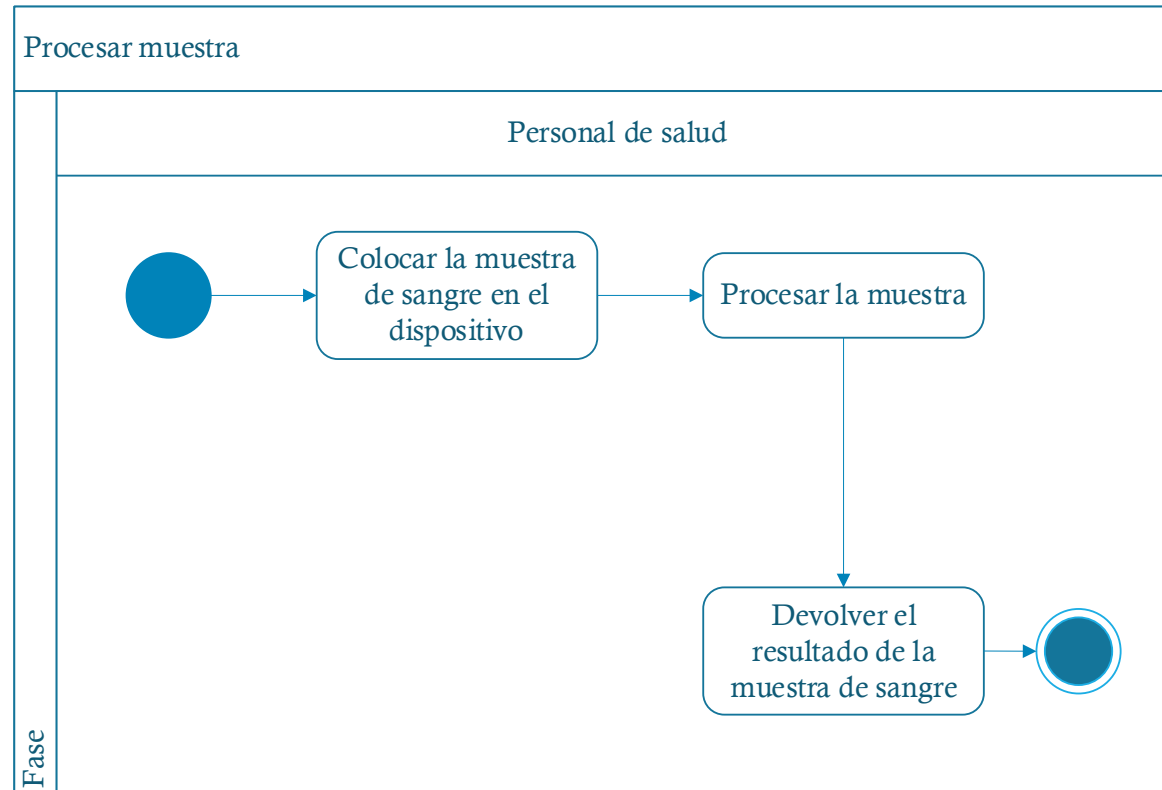 Procesar muestra
Personal de salud
Colocar la muestra
de sangre en el
dispositivo
Procesar la muestra
Devolver el
resultado de la
muestra de sangre
Fase